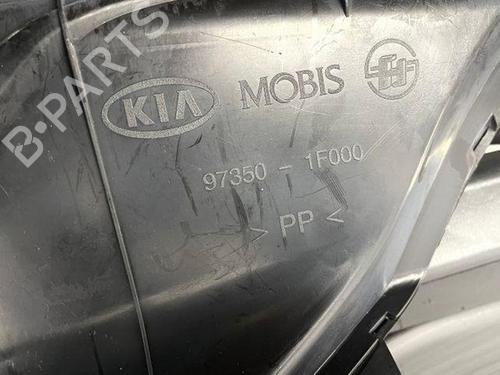 B-PARTS
KIA MOBIS
97350 - 1F000
> PP <